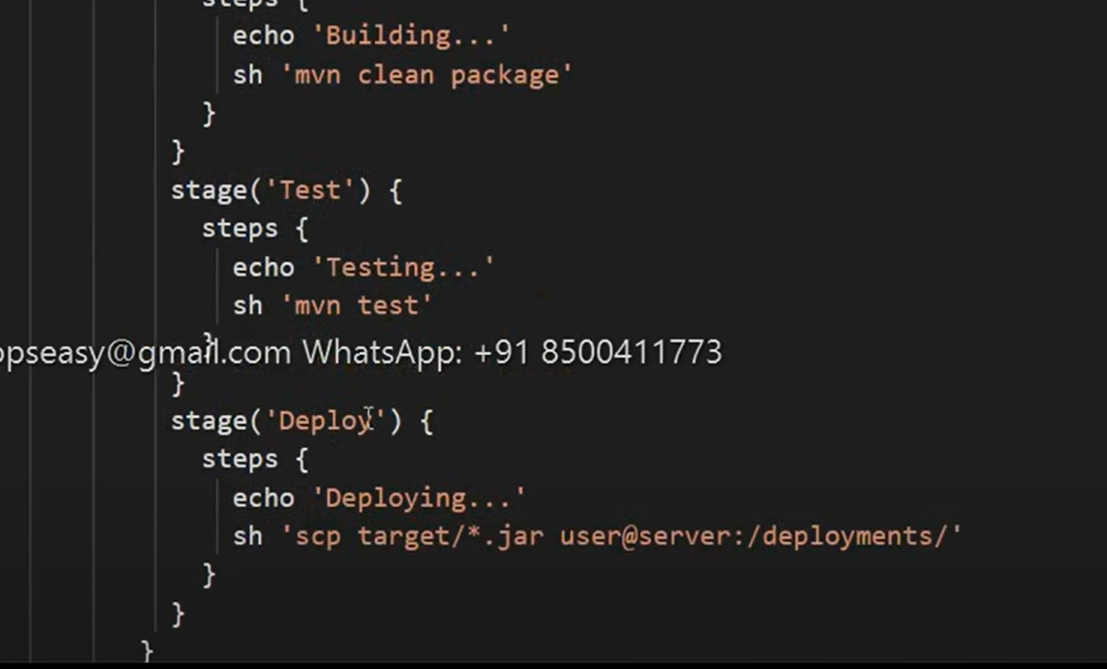 steps {
echo 'Building...'
sh 'mvn clean package'
}
}
stage('Test') {
steps {
echo 'Testing...'
sh 'mvn test'
}
opseasy@gmail.com WhatsApp: +91 8500411773
}
stage('Deploy') {
steps {
echo 'Deploying...'
sh 'scp target/*.jar user@server:/deployments/'
}
}
}